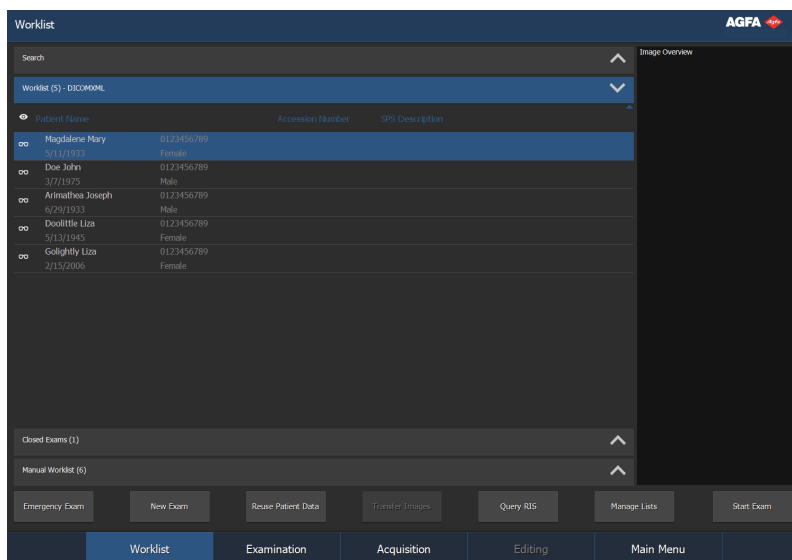 Worklist
AGFA
Agfa
Search
Image Overview
Worklist (5) - DICOMXML
Patient Name Accession Number SPS Description
Magdalene Mary 0123456789
5/11/1933 Female
Doe John 0123456789
3/7/1975 Male
Arimathea Joseph 0123456789
6/29/1933 Male
Doolittle Liza 0123456789
5/13/1945 Female
Golightly Liza 0123456789
2/15/2006 Female
Closed Exams (1)
Manual Worklist (6)
Emergency Exam New Exam Reuse Patient Data Transfer Images Query RIS Manage Lists Start Exam
Worklist Examination Acquisition Editing Main Menu